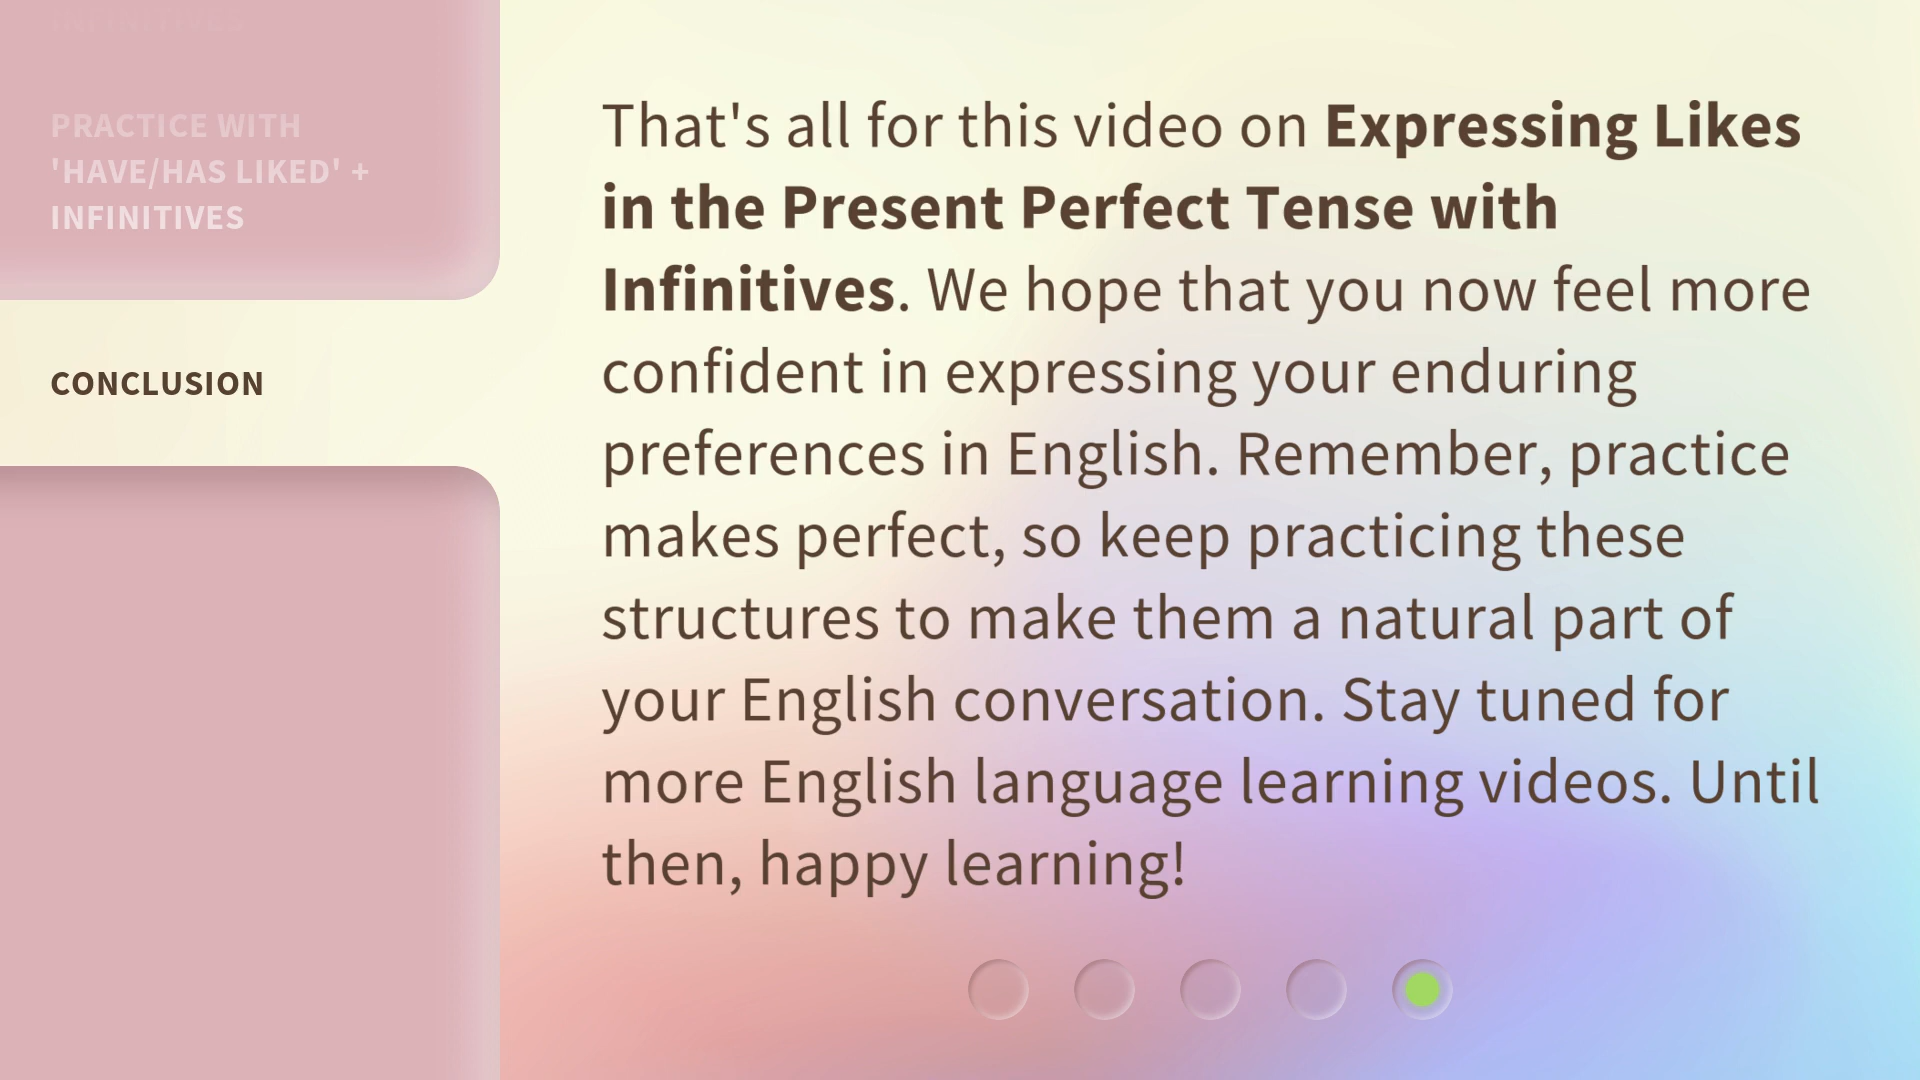 INFINITIVES
PRACTICE WITH
'HAVE/HAS LIKED' +
INFINITIVES
CONCLUSION
That's all for this video on Expressing Likes
in the Present Perfect Tense with
Infinitives. We hope that you now feel more
confident in expressing your enduring
preferences in English. Remember, practice
makes perfect, so keep practicing these
structures to make them a natural part of
your English conversation. Stay tuned for
more English language learning videos. Until
then, happy learning!